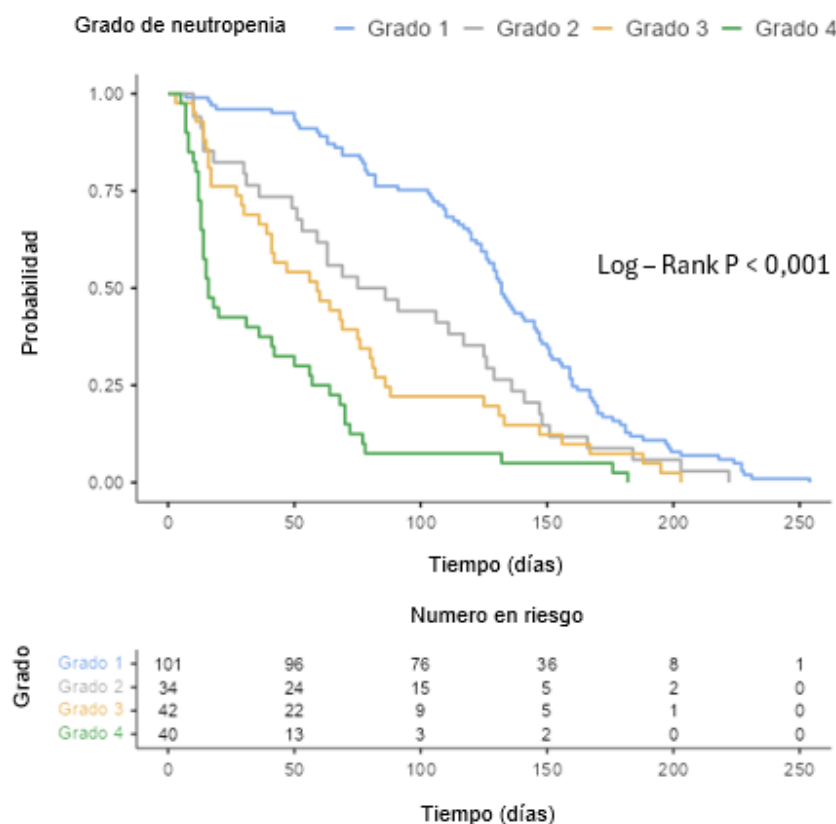 Grado de neutropenia Grado 1 Grado 2 Grado 3 Grado 4
1.00
0.75
0.50
0.25
0.00
Probabilidad
Log – Rank P < 0,001
0 50 100 150 200 250
Tiempo (días)
Numero en riesgo
Grado
Grado 1 101 96 76 36 8 1
Grado 2 34 24 15 5 2 0
Grado 3 42 22 9 5 1 0
Grado 4 40 13 3 2 0 0
0 50 100 150 200 250
Tiempo (días)